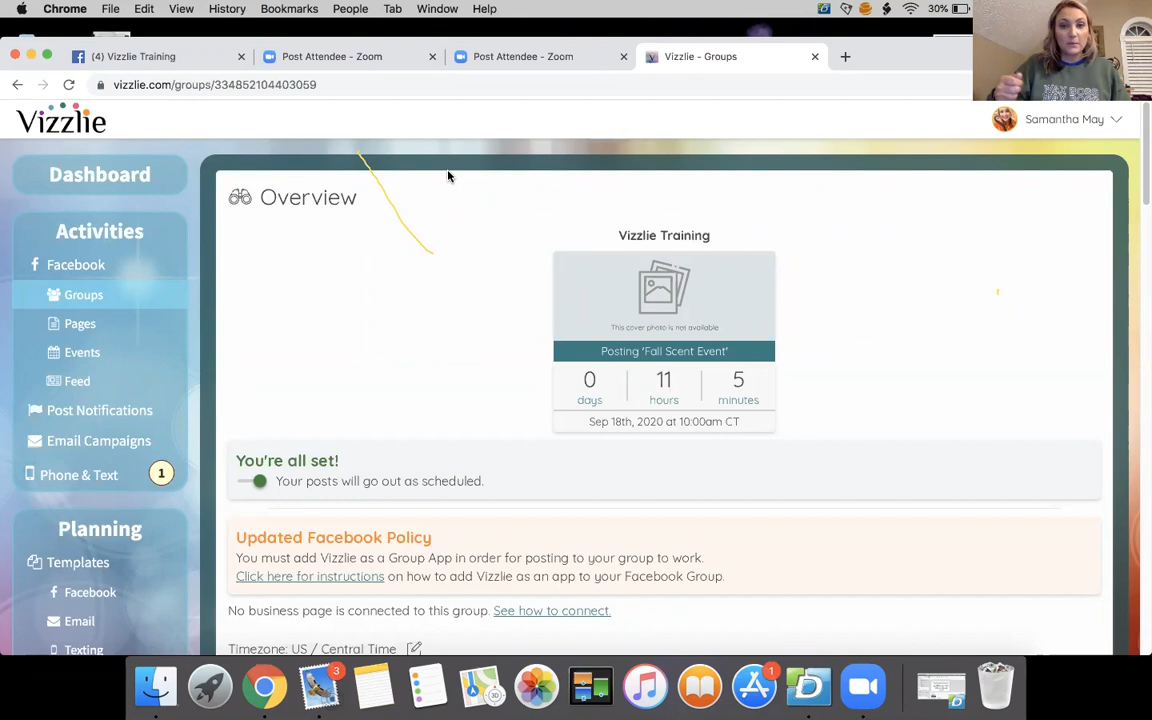 Chrome File Edit View History Bookmarks People Tab Window Help 30%
(4) Vizzlie Training Post Attendee - Zoom Post Attendee - Zoom Vizzlie - Groups
vizzlie.com/groups/334852104403059
WAX BOSS
Vizzlie Samantha May
Dashboard
Activities
Facebook
Groups
Pages
Events
Feed
Post Notifications
Email Campaigns
Phone & Text 1
Planning
Templates
Facebook
Email
Texting
Overview
Vizzlie Training
This cover photo is not available
Posting 'Fall Scent Event'
0 11 5
days hours minutes
Sep 18th, 2020 at 10:00am CT
You're all set!
Your posts will go out as scheduled.
Updated Facebook Policy
You must add Vizzlie as a Group App in order for posting to your group to work.
Click here for instructions on how to add Vizzlie as an app to your Facebook Group.
No business page is connected to this group. See how to connect.
Timezone: US / Central Time
3 1